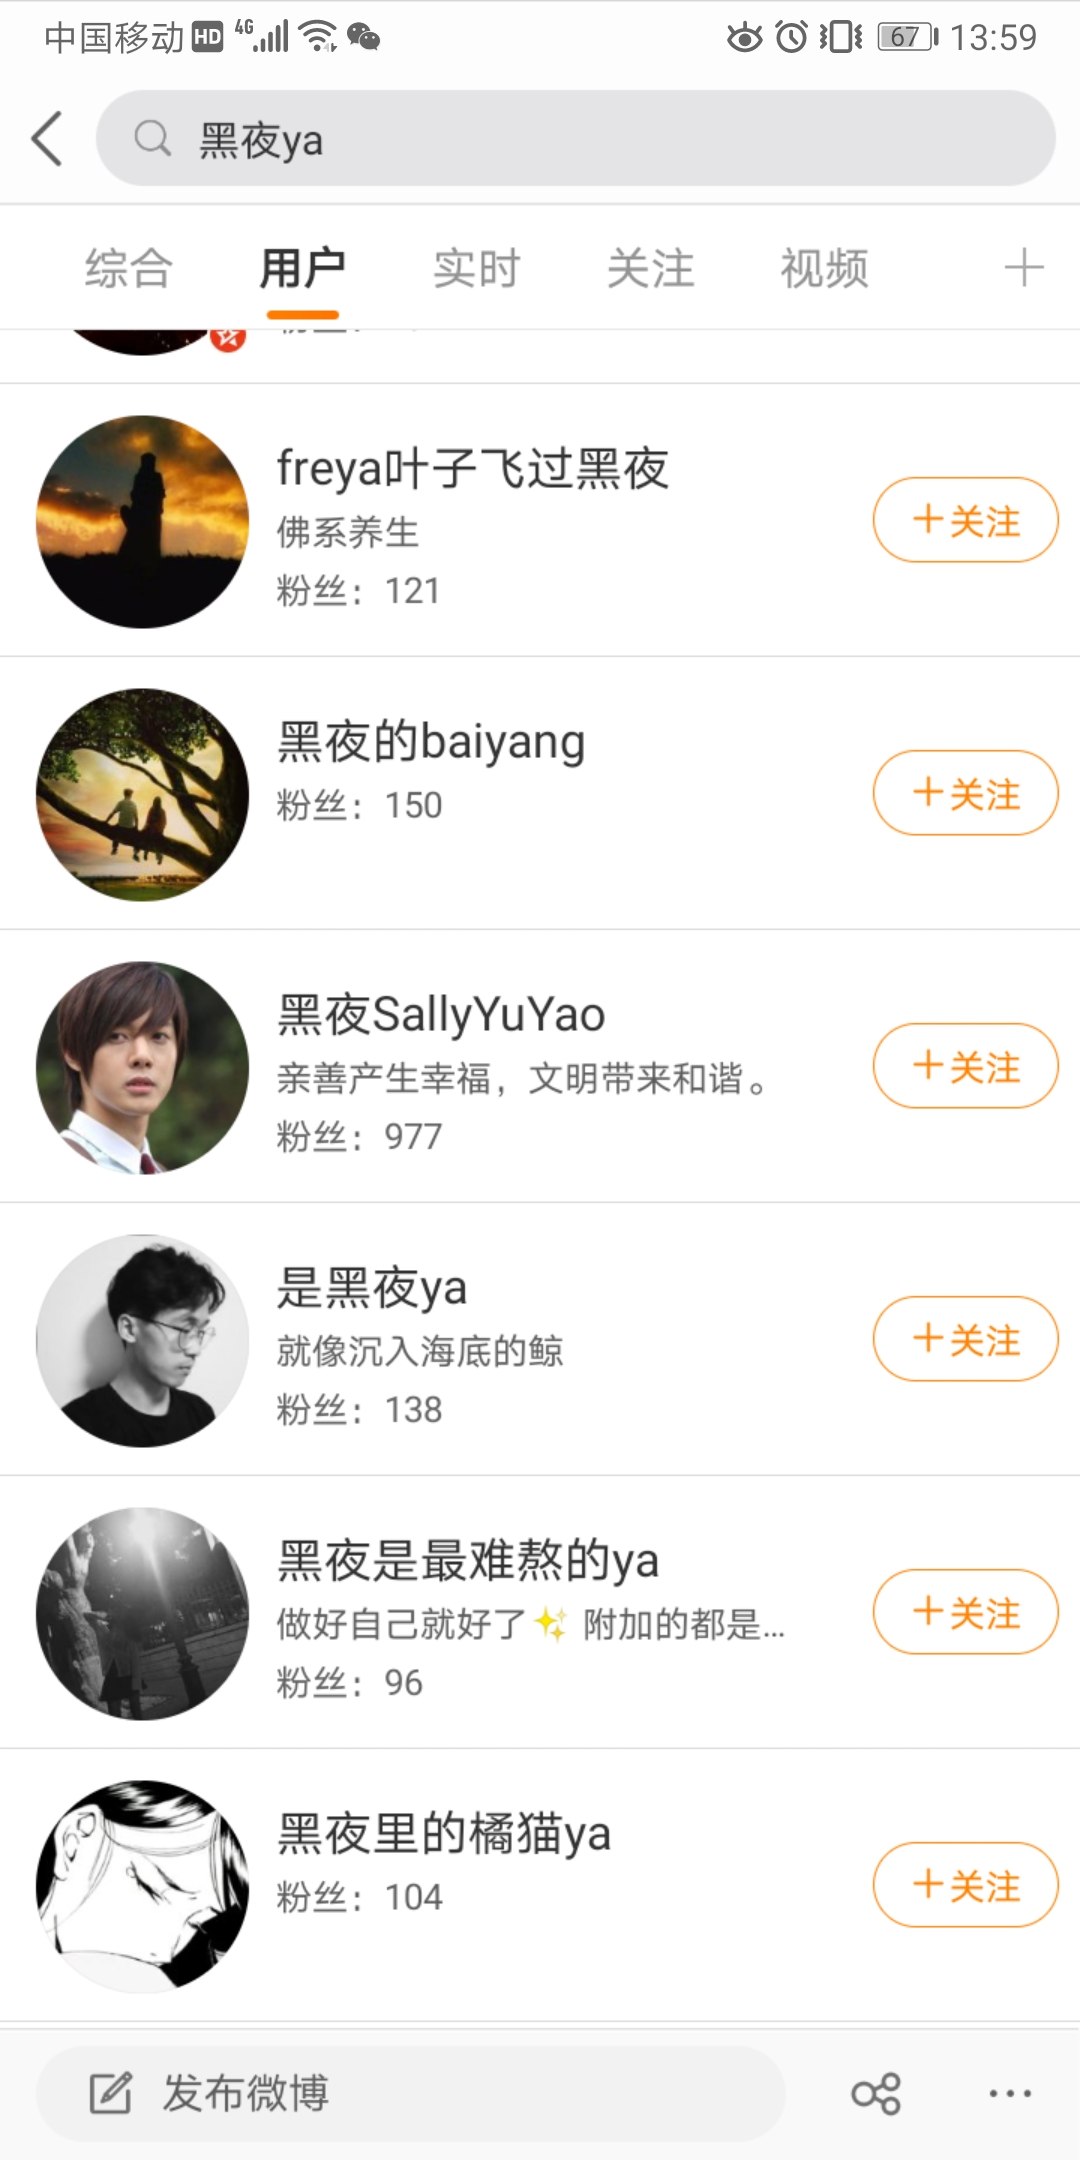 中国移动 HD 4G 67 13:59
黑夜ya
综合 用户 实时 关注 视频
freya叶子飞过黑夜
佛系养生
粉丝：121
+关注
黑夜的baiyang
粉丝：150
+关注
黑夜SallyYuYao
亲善产生幸福，文明带来和谐。
粉丝：977
+关注
是黑夜ya
就像沉入海底的鲸
粉丝：138
+关注
黑夜是最难熬的ya
做好自己就好了✨ 附加的都是...
粉丝：96
+关注
黑夜里的橘猫ya
粉丝：104
+关注
发布微博